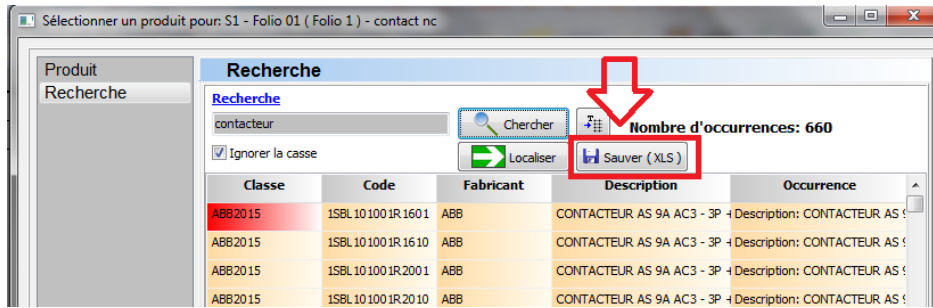 Sélectionner un produit pour: S1 - Folio 01 ( Folio 1 ) - contact nc
Produit
Recherche
Recherche
Recherche
contacteur
Chercher
Nombre d'occurrences: 660
Ignorer la casse
Localiser
Sauver ( XLS )
Classe Code Fabricant Description Occurrence
ABB2015 1SBL101001R1601 ABB CONTACTEUR AS 9A AC3 - 3P + Description: CONTACTEUR AS
ABB2015 1SBL101001R1610 ABB CONTACTEUR AS 9A AC3 - 3P + Description: CONTACTEUR AS
ABB2015 1SBL101001R2001 ABB CONTACTEUR AS 9A AC3 - 3P + Description: CONTACTEUR AS
ABB2015 1SBL101001R2010 ABB CONTACTEUR AS 9A AC3 - 3P + Description: CONTACTEUR AS